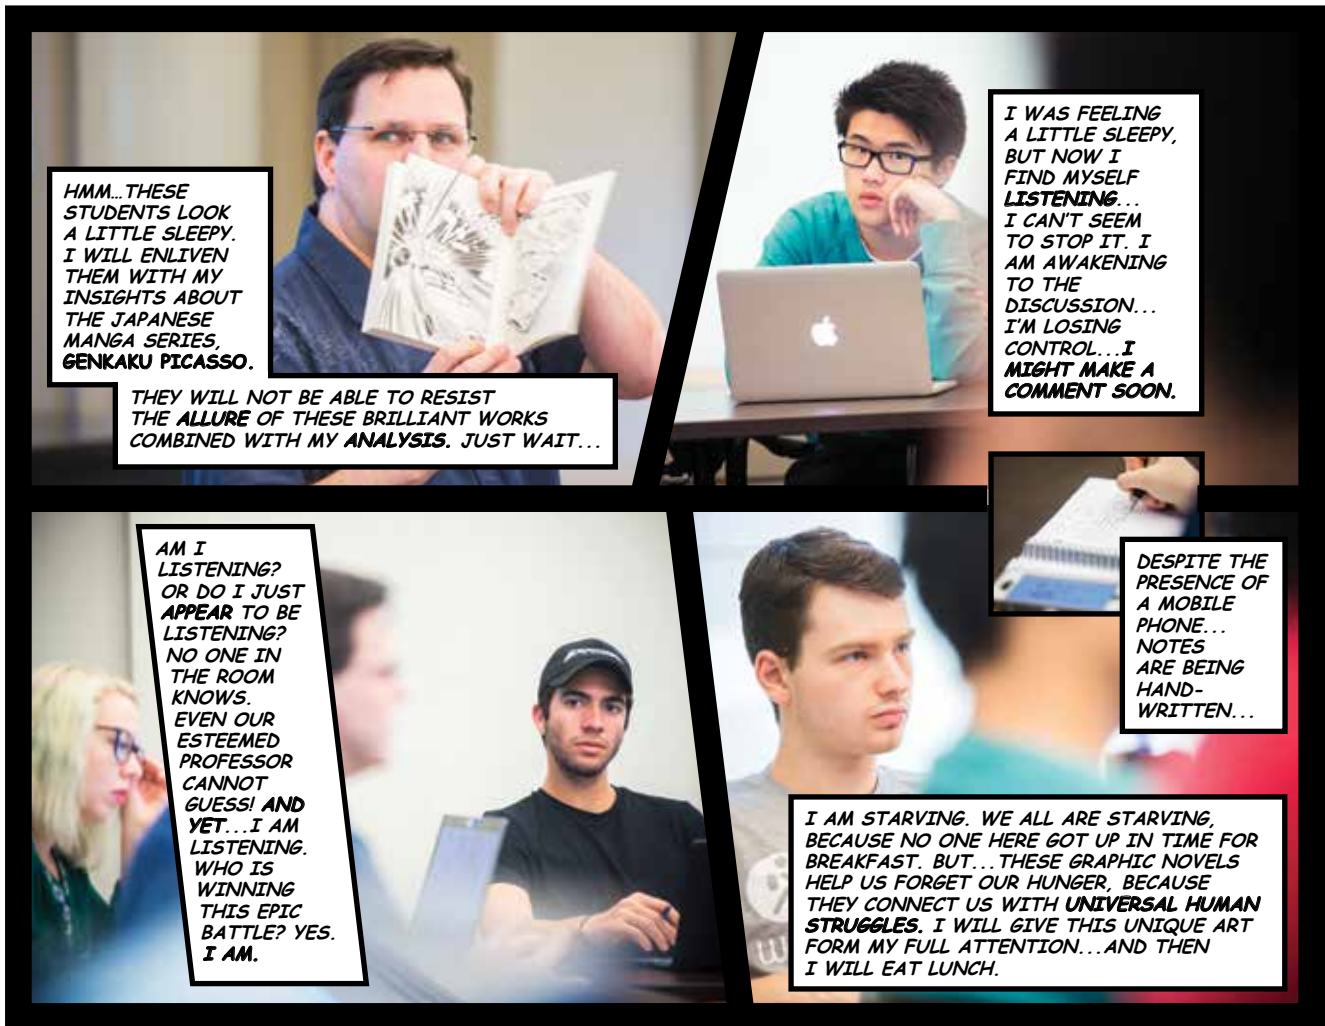 HMM...THESE
STUDENTS LOOK
A LITTLE SLEEPY.
I WILL ENLIVEN
THEM WITH MY
INSIGHTS ABOUT
THE JAPANESE
MANGA SERIES,
GENKAKU PICASSO.
THEY WILL NOT BE ABLE TO RESIST
THE ALLURE OF THESE BRILLIANT WORKS
COMBINED WITH MY ANALYSIS. JUST WAIT...
I WAS FEELING
A LITTLE SLEEPY,
BUT NOW I
FIND MYSELF
LISTENING...
I CAN'T SEEM
TO STOP IT. I
AM AWAKENING
TO THE
DISCUSSION...
I'M LOSING
CONTROL...I
MIGHT MAKE A
COMMENT SOON.
AM I
LISTENING?
OR DO I JUST
APPEAR TO BE
LISTENING?
NO ONE IN
THE ROOM
KNOWS.
EVEN OUR
ESTEEMED
PROFESSOR
CANNOT
GUESS! AND
YET...I AM
LISTENING.
WHO IS
WINNING
THIS EPIC
BATTLE? YES.
I AM.
DESPITE THE
PRESENCE OF
A MOBILE
PHONE...
NOTES
ARE BEING
HAND-
WRITTEN...
I AM STARVING. WE ALL ARE STARVING,
BECAUSE NO ONE HERE GOT UP IN TIME FOR
BREAKFAST. BUT...THESE GRAPHIC NOVELS
HELP US FORGET OUR HUNGER, BECAUSE
THEY CONNECT US WITH UNIVERSAL HUMAN
STRUGGLES. I WILL GIVE THIS UNIQUE ART
FORM MY FULL ATTENTION...AND THEN
I WILL EAT LUNCH.